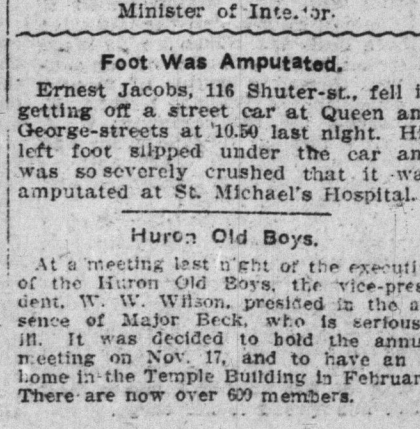 Minister of
Foot Was Amputated.
Ernest Jacobs, 116 Shuter-st., fell
getting off a street car at Queen an
George-streets at 10.50 last night. H
left foot slipped under the car an
was so severely crushed that it wa
amputated at St. Michael's Hospital.
Huron Old Boys.
At a meeting last night of the executi
of the Huron Old Boys, the vice-pres
dent, W. W. Wilson, presided in the a
sence of Major Beck, who is serious
ill. It was decided to hold the annu
meeting on Nov. 17, and to have an
home in the Temple Building in Februar
There are now over 600 members.